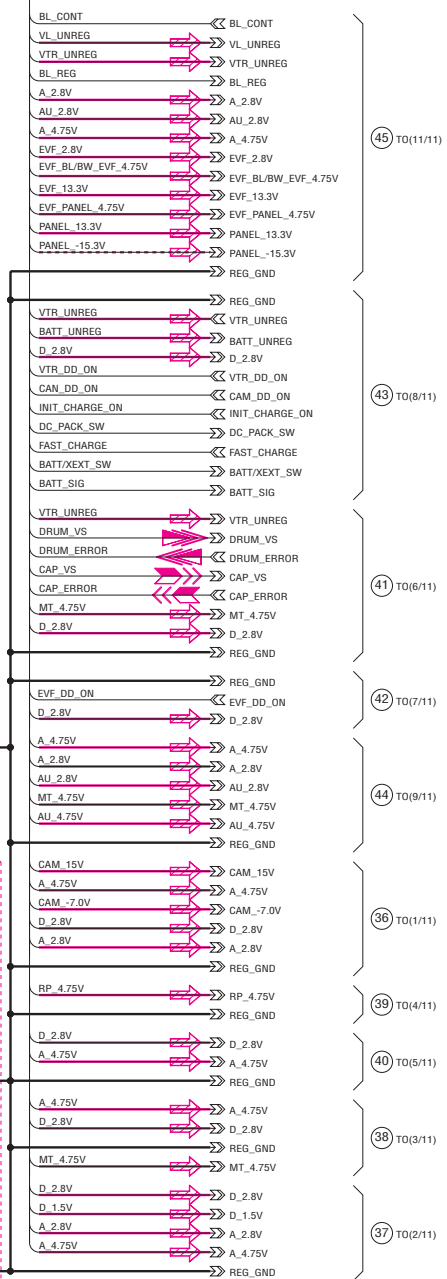 BL_CONT BL_CONT
VL_UNREG VL_UNREG
VTR_UNREG VTR_UNREG
BL_REG BL_REG
A_2.8V A_2.8V
AU_2.8V AU_2.8V
A_4.75V A_4.75V
EVF_2.8V EVF_2.8V
EVF_BL/BW_EVF_4.75V EVF_BL/BW_EVF_4.75V
EVF_13.3V EVF_13.3V
EVF_PANEL_4.75V EVF_PANEL_4.75V
PANEL_13.3V PANEL_13.3V
PANEL_-15.3V PANEL_-15.3V
REG_GND
45 TO(11/11)
REG_GND
VTR_UNREG VTR_UNREG
BATT_UNREG BATT_UNREG
D_2.8V D_2.8V
VTR_DD_ON VTR_DD_ON
CAN_DD_ON CAM_DD_ON
INIT_CHARGE_ON INIT_CHARGE_ON
DC_PACK_SW DC_PACK_SW
FAST_CHARGE FAST_CHARGE
BATT/XEXT_SW BATT/XEXT_SW
BATT_SIG BATT_SIG
43 TO(8/11)
VTR_UNREG VTR_UNREG
DRUM_VS DRUM_VS
DRUM_ERROR DRUM_ERROR
CAP_VS CAP_VS
CAP_ERROR CAP_ERROR
MT_4.75V MT_4.75V
D_2.8V D_2.8V
REG_GND
41 TO(6/11)
REG_GND
EVF_DD_ON EVF_DD_ON
D_2.8V D_2.8V
42 TO(7/11)
A_4.75V A_4.75V
A_2.8V A_2.8V
AU_2.8V AU_2.8V
MT_4.75V MT_4.75V
AU_4.75V AU_4.75V
REG_GND
44 TO(9/11)
CAM_15V CAM_15V
A_4.75V A_4.75V
CAM_-7.0V CAM_-7.0V
D_2.8V D_2.8V
A_2.8V A_2.8V
REG_GND
36 TO(1/11)
RP_4.75V RP_4.75V
REG_GND
39 TO(4/11)
D_2.8V D_2.8V
A_4.75V A_4.75V
REG_GND
40 TO(5/11)
A_4.75V A_4.75V
D_2.8V D_2.8V
REG_GND
MT_4.75V MT_4.75V
38 TO(3/11)
D_2.8V D_2.8V
D_1.5V D_1.5V
A_2.8V A_2.8V
A_4.75V A_4.75V
REG_GND
37 TO(2/11)